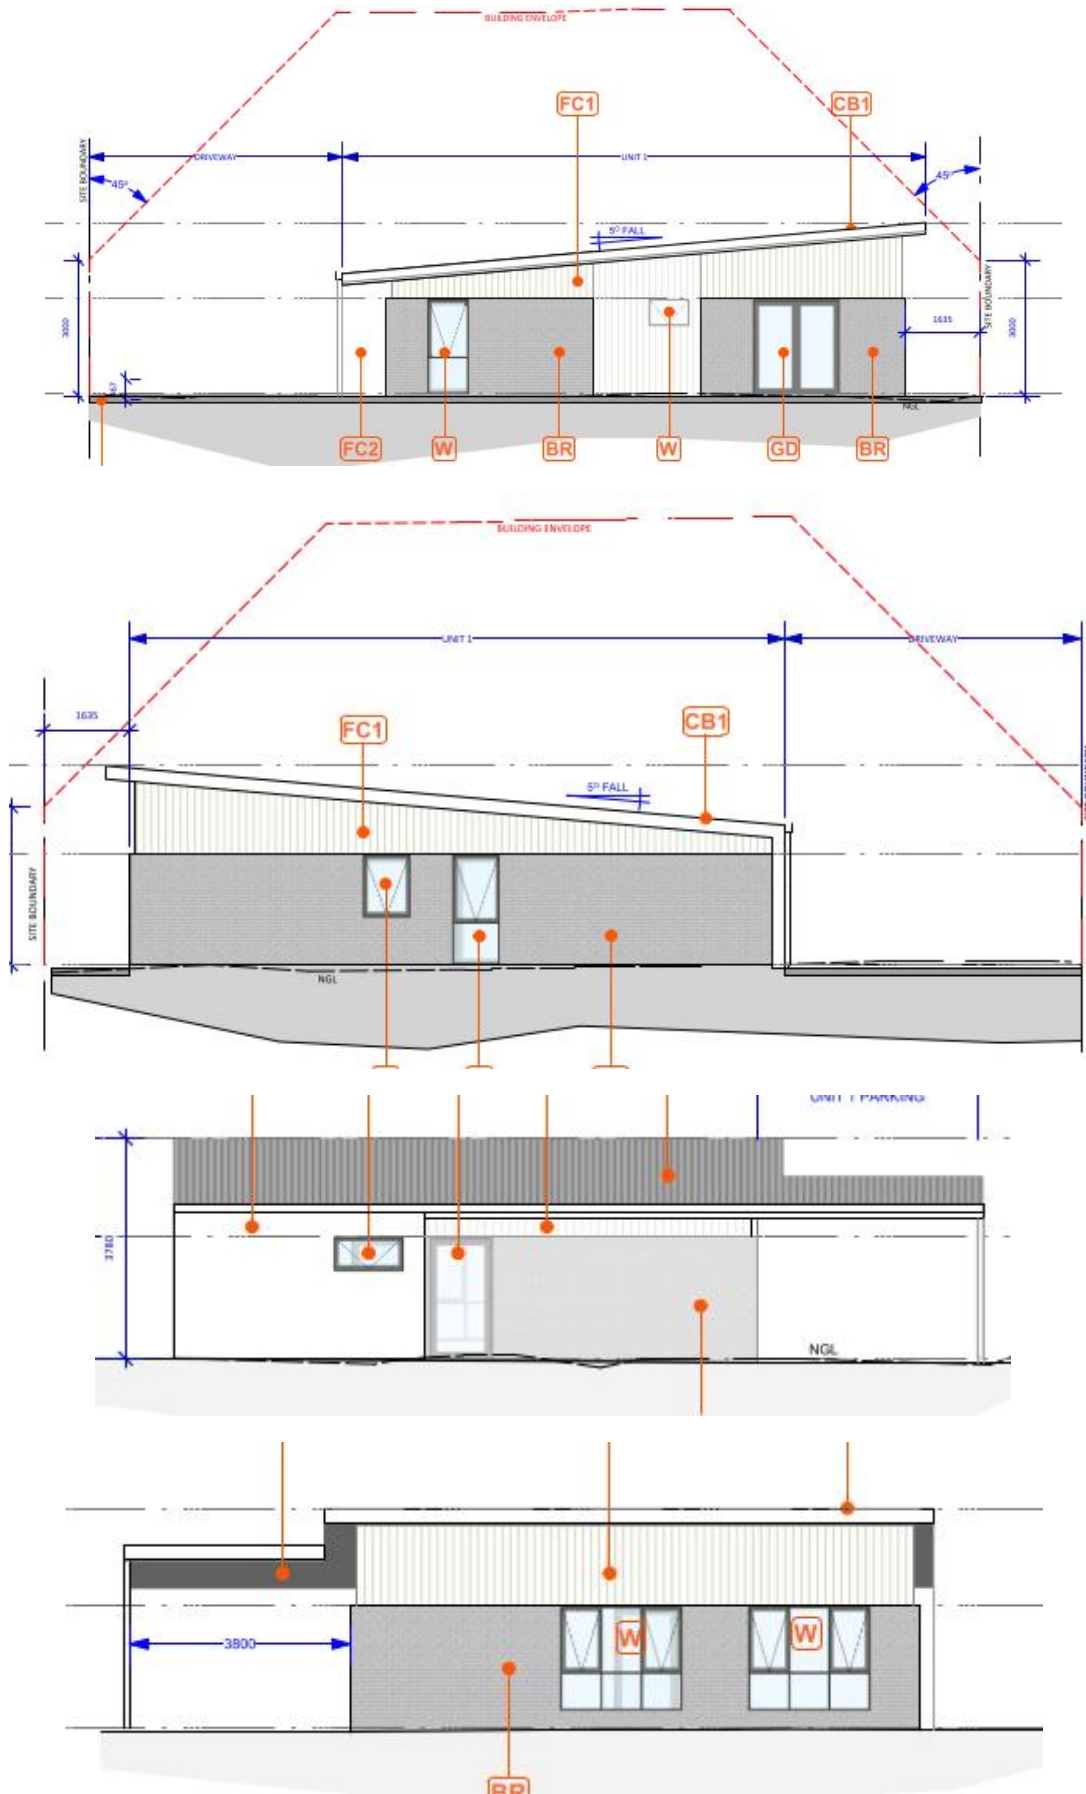 BUILDING ENVELOPE
FC1
CB1
SITE BOUNDARY
DRIVEWAY
UNIT 1
45°
45°
5° FALL
3000
1635
SITE BOUNDARY
3000
NGL
FC2
W
BR
W
GD
BR
BUILDING ENVELOPE
UNIT 1
DRIVEWAY
1635
FC1
CB1
5° FALL
SITE BOUNDARY
NGL
UNIT 1 PARKING
3780
NGL
3800
W
W
BR